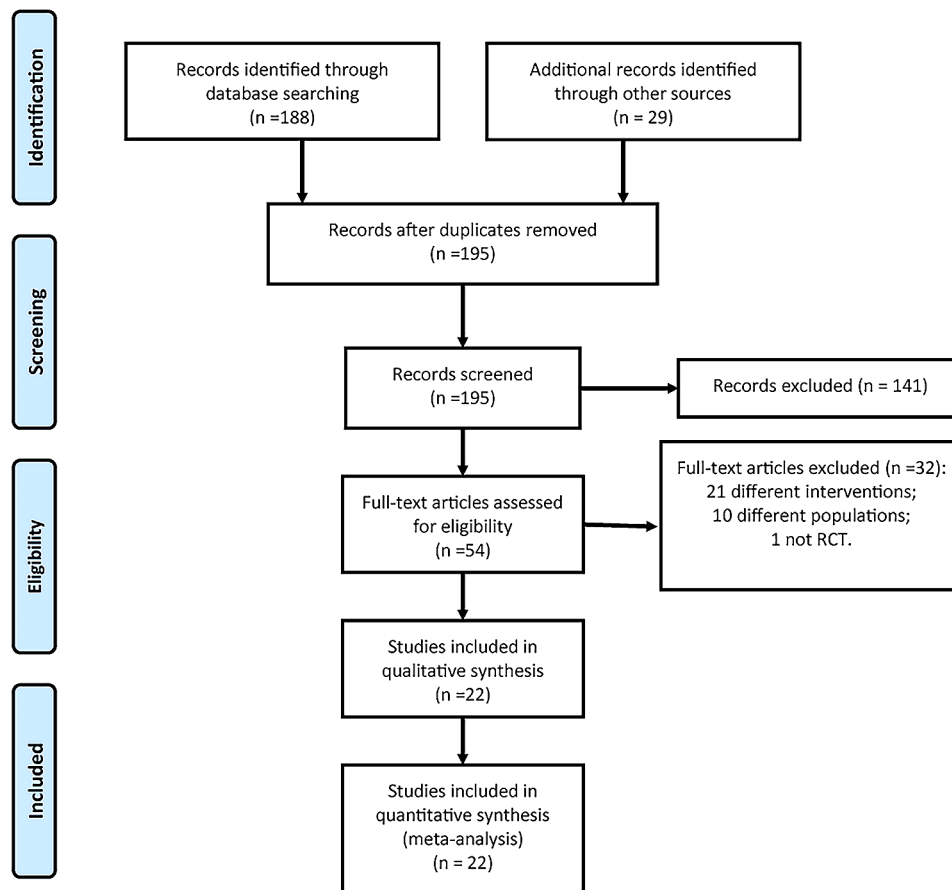 Identification
Records identified through
database searching
(n =188)
Additional records identified
through other sources
(n = 29)
Records after duplicates removed
(n =195)
Screening
Records screened
(n =195)
Records excluded (n = 141)
Eligibility
Full-text articles assessed
for eligibility
(n =54)
Full-text articles excluded (n =32):
21 different interventions;
10 different populations;
1 not RCT.
Studies included in
qualitative synthesis
(n =22)
Included
Studies included in
quantitative synthesis
(meta-analysis)
(n = 22)